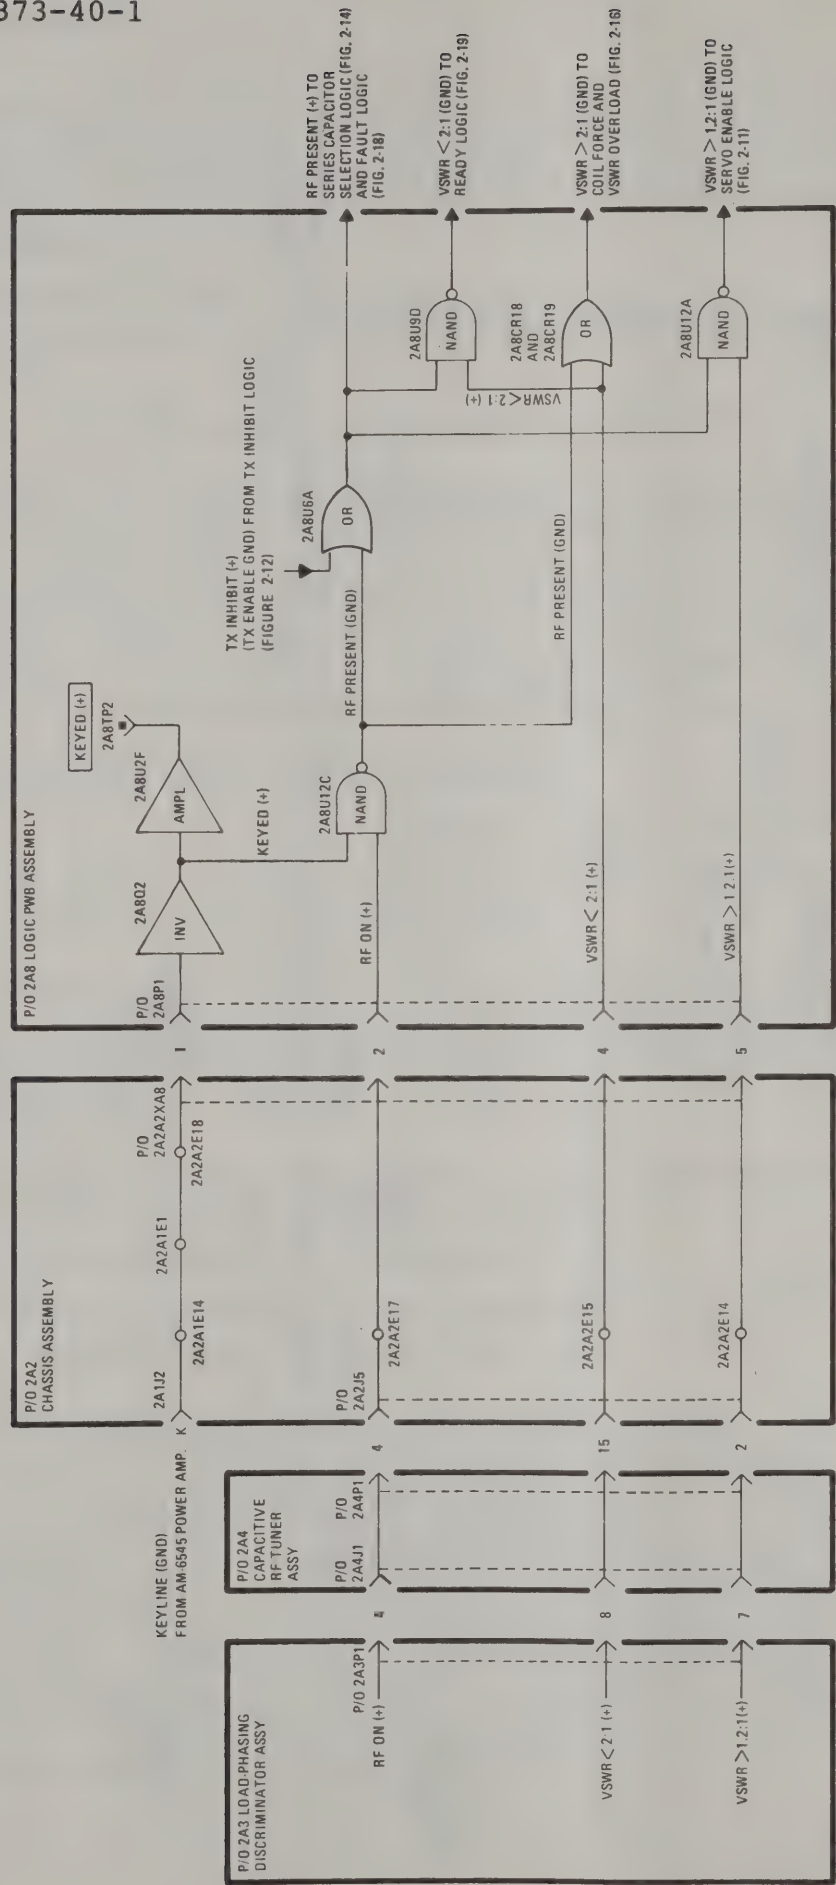 373-40-1
P/O 2A3 LOAD-PHASING
DISCRIMINATOR ASSY
P/O 2A3P1
RF ON (+)
VSWR < 2:1 (+)
VSWR > 1.2:1(+)
4
8
7
KEYLINE (GND)
FROM AM-6545 POWER AMP.
K
P/O 2A4
CAPACITIVE
RF TUNER
ASSY
P/O
2A4J1
P/O
2A4P1
4
15
2
P/O 2A2
CHASSIS ASSEMBLY
2A1J2
2A2A1E14
2A2A1E1
P/O
2A2A2XA8
2A2A2E18
P/O
2A2J5
2A2A2E17
2A2A2E15
2A2A2E14
1
2
4
5
P/O 2A8 LOGIC PWB ASSEMBLY
P/O
2A8P1
2A8Q2
INV
2A8U2F
AMPL
KEYED (+)
2A8TP2
KEYED (+)
RF ON (+)
2A8U12C
NAND
RF PRESENT (GND)
TX INHIBIT (+)
(TX ENABLE GND) FROM TX INHIBIT LOGIC
(FIGURE 2-12)
2A8U6A
OR
RF PRESENT (GND)
VSWR < 2:1 (+)
VSWR > 1.2:1(+)
2A8U9D
NAND
VSWR < 2:1 (+)
2A8CR18
AND
2A8CR19
OR
2A8U12A
NAND
RF PRESENT (+) TO
SERIES CAPACITOR
SELECTION LOGIC (FIG. 2-14)
AND FAULT LOGIC
(FIG. 2-18)
VSWR < 2:1 (GND) TO
READY LOGIC (FIG. 2-19)
VSWR > 2:1 (GND) TO
COIL FORCE AND
VSWR OVERLOAD (FIG. 2-16)
VSWR > 1.2:1 (GND) TO
SERVO ENABLE LOGIC
(FIG. 2-11)